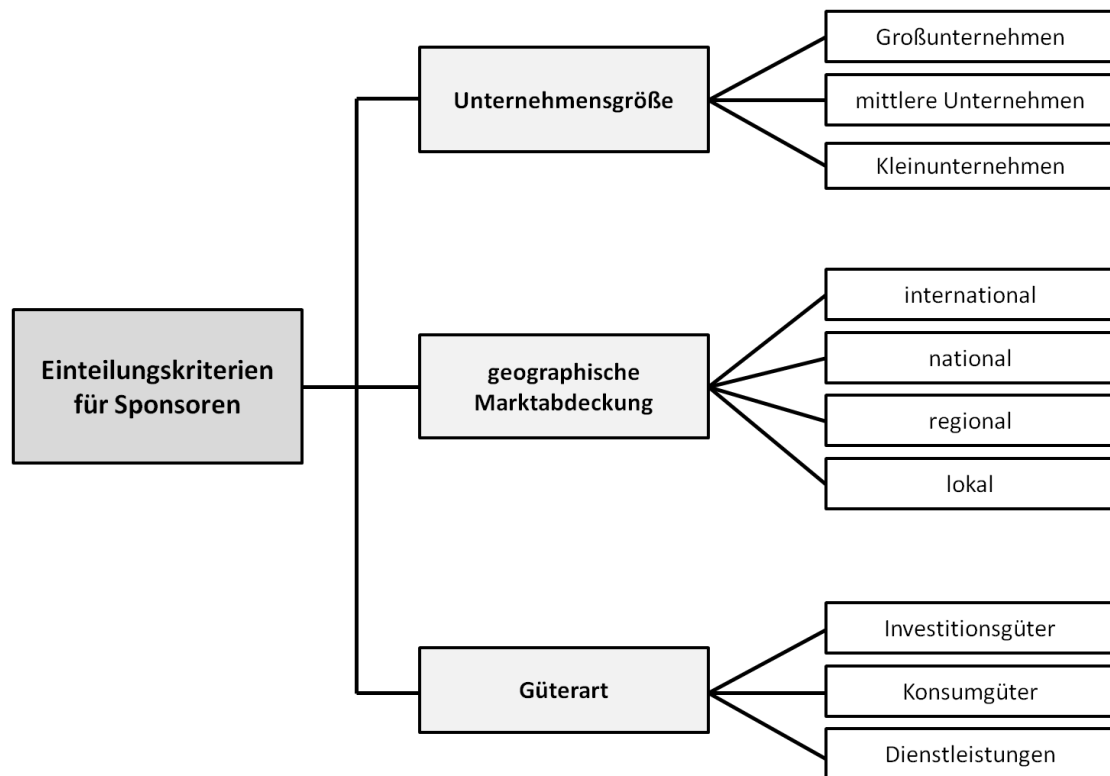 Einteilungskriterien
für Sponsoren
Unternehmensgröße
Großunternehmen
mittlere Unternehmen
Kleinunternehmen
geographische
Marktabdeckung
international
national
regional
lokal
Güterart
Investitionsgüter
Konsumgüter
Dienstleistungen